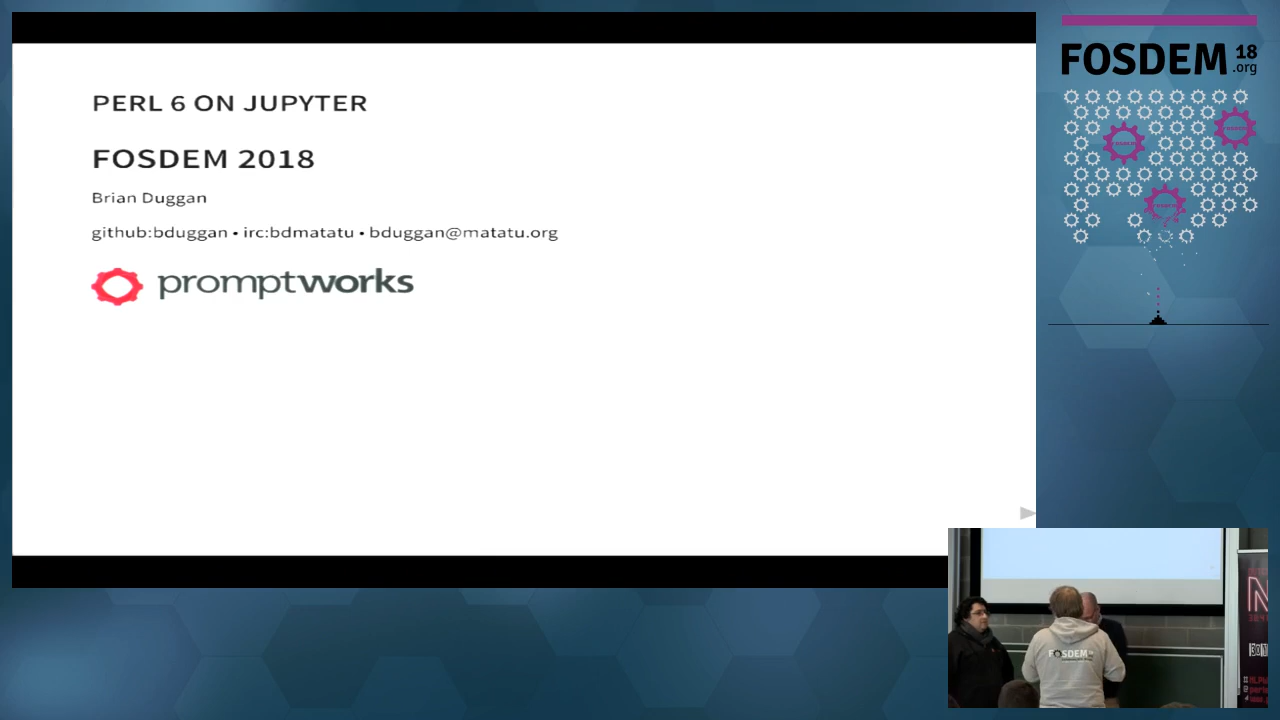 PERL 6 ON JUPYTER
FOSDEM 2018
Brian Duggan
github:bduggan • irc:bdmatatu • bduggan@matatu.org
promptworks
FOSDEM 18
.org
FOSDEM